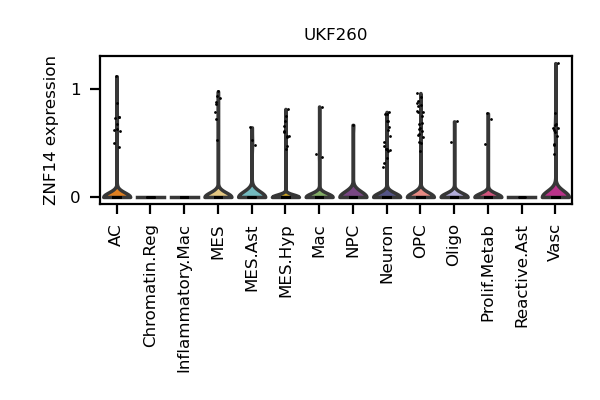 UKF260
ZNF14 expression
1
0
AC
Chromatin.Reg
Inflammatory.Mac
MES
MES.Ast
MES.Hyp
Mac
NPC
Neuron
OPC
Oligo
Prolif.Metab
Reactive.Ast
Vasc